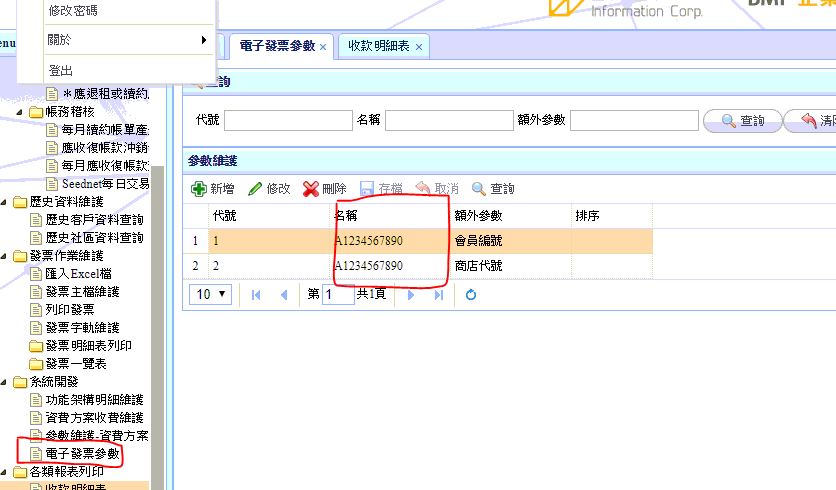 修改密碼
關於
登出
Information Corp.
電子發票參數 ×
收款明細表 ×
代號
名稱
額外參數
查詢
參數維護
新增
修改
刪除
存檔
取消
查詢
代號 名稱 額外參數 排序
1 1 A1234567890 會員編號
2 2 A1234567890 商店代號
10 第 1 共1頁
＊應退租或續約
帳務稽核
每月續約帳單產
應收復帳款沖銷
每月應收復帳款
Seednet每日交易
歷史資料維護
歷史客戶資料查詢
歷史社區資料查詢
發票作業維護
匯入Excel檔
發票主檔維護
列印發票
發票字軌維護
發票明細表列印
發票一覽表
系統開發
功能架構明細維護
資費方案收費維護
參數維護-資費方案
電子發票參數
各類報表列印
收款明細表